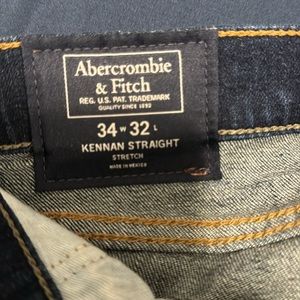 Abercrombie
& Fitch
REG. U.S. PAT. TRADEMARK
QUALITY SINCE 1892
34 W 32 L
KENNAN STRAIGHT
STRETCH
MADE IN MEXICO